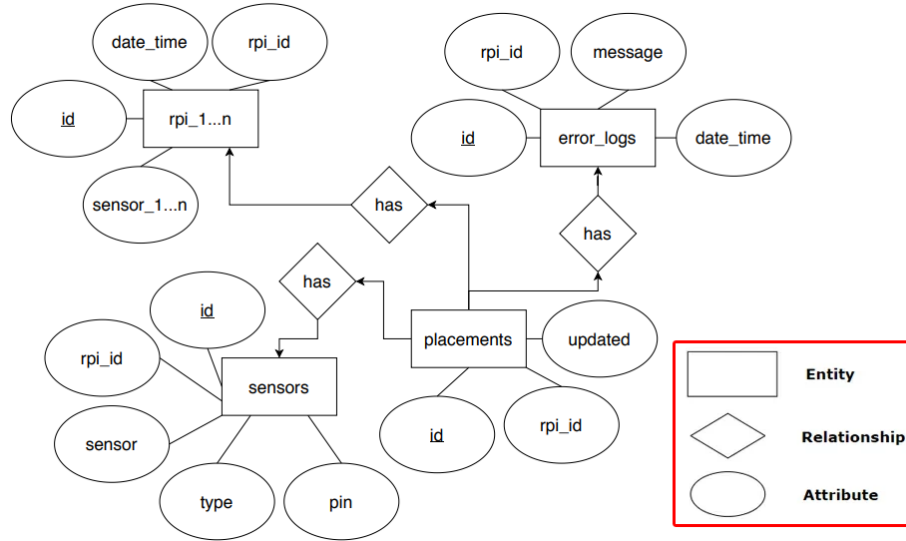 date_time
rpi_id
id
rpi_1...n
sensor_1...n
has
rpi_id
message
id
error_logs
date_time
has
has
id
rpi_id
sensors
sensor
type
pin
placements
updated
id
rpi_id
Entity
Relationship
Attribute